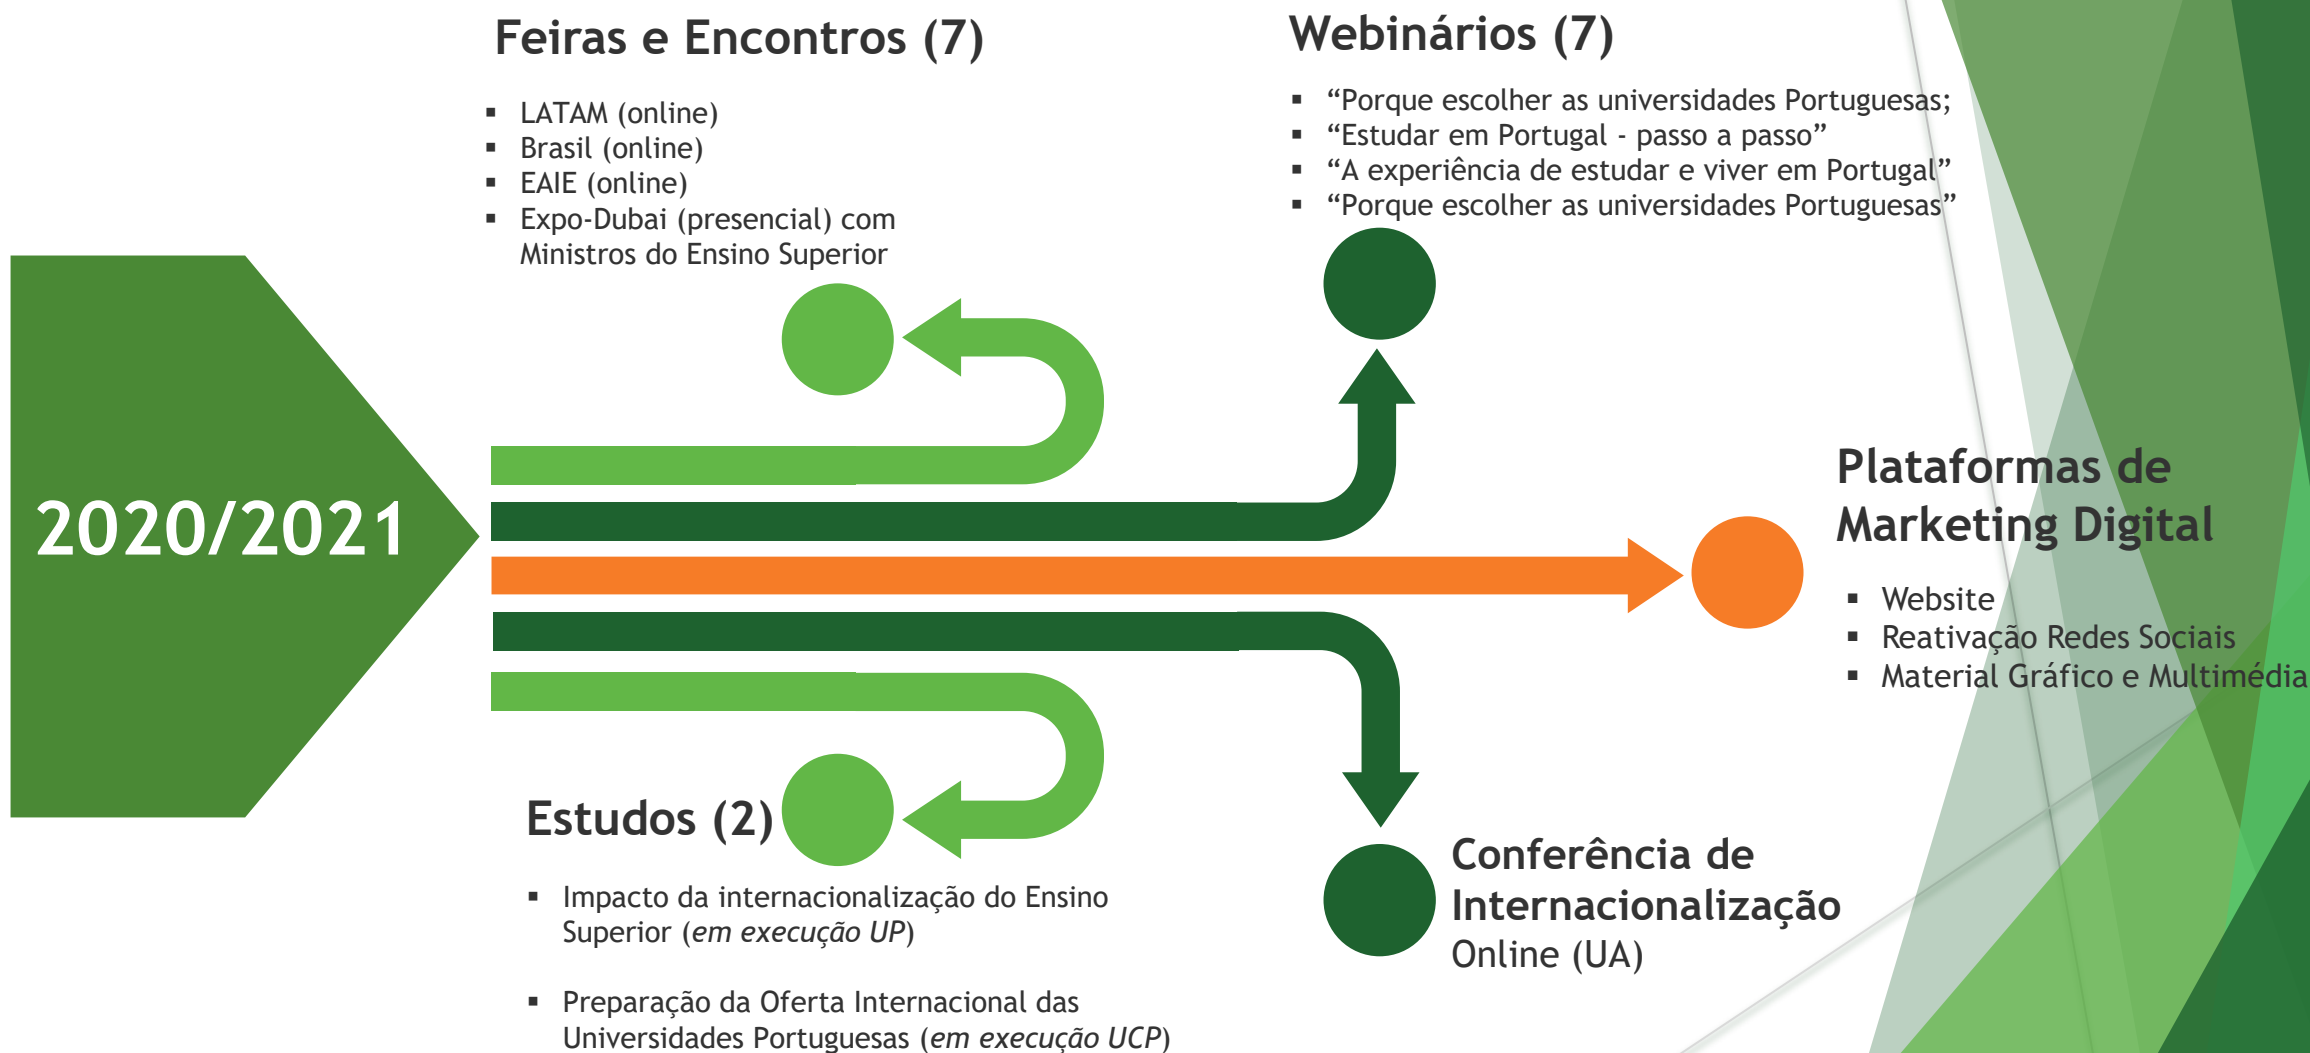 Feiras e Encontros (7)
▪ LATAM (online)
▪ Brasil (online)
▪ EAIE (online)
▪ Expo-Dubai (presencial) com
Ministros do Ensino Superior
Webinários (7)
▪ “Porque escolher as universidades Portuguesas;
▪ “Estudar em Portugal - passo a passo”
▪ “A experiência de estudar e viver em Portugal”
▪ “Porque escolher as universidades Portuguesas”
2020/2021
Plataformas de
Marketing Digital
▪ Website
▪ Reativação Redes Sociais
▪ Material Gráfico e Multimédia
Estudos (2)
▪ Impacto da internacionalização do Ensino
Superior (em execução UP)
▪ Preparação da Oferta Internacional das
Universidades Portuguesas (em execução UCP)
Conferência de
Internacionalização
Online (UA)